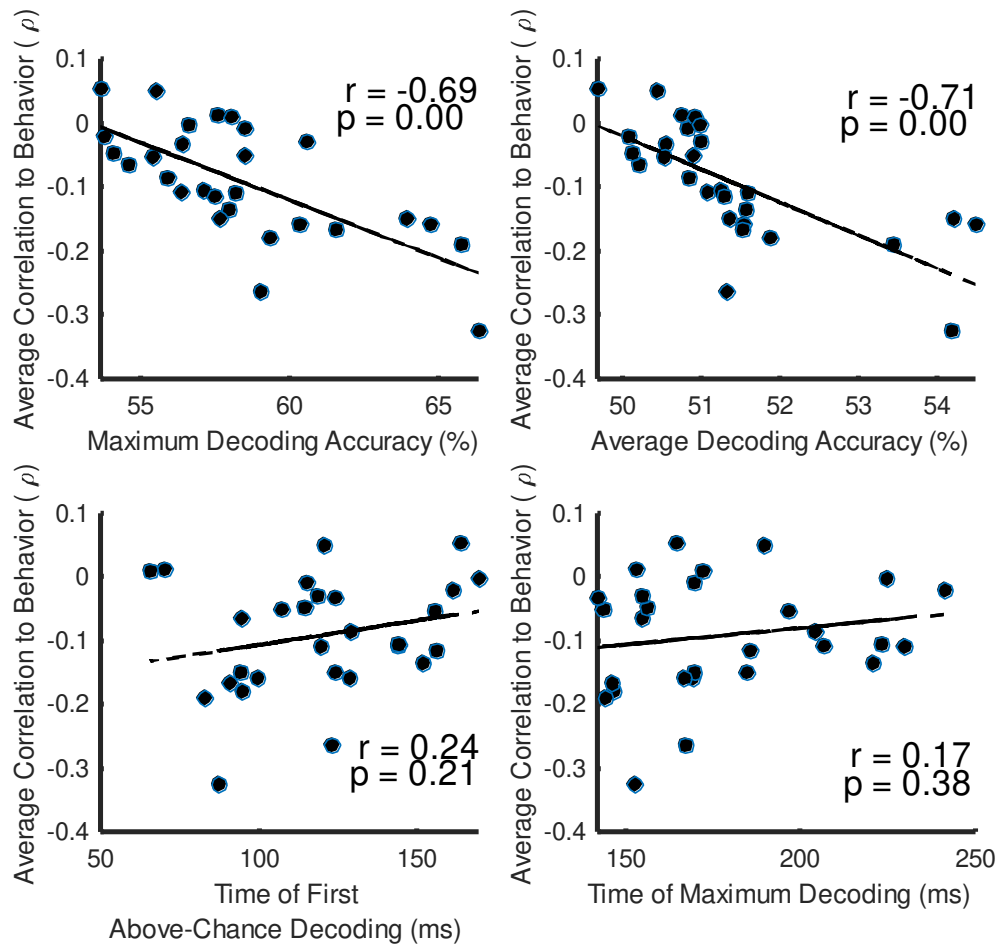 Average Correlation to Behavior ( ρ)
0.1
0
-0.1
-0.2
-0.3
-0.4
55
60
65
Maximum Decoding Accuracy (%)
r = -0.69
p = 0.00
Average Correlation to Behavior ( ρ)
0.1
0
-0.1
-0.2
-0.3
-0.4
50
51
52
53
54
Average Decoding Accuracy (%)
r = -0.71
p = 0.00
Average Correlation to Behavior ( ρ)
0.1
0
-0.1
-0.2
-0.3
-0.4
50
100
150
Time of First
Above-Chance Decoding (ms)
r = 0.24
p = 0.21
Average Correlation to Behavior ( ρ)
0.1
0
-0.1
-0.2
-0.3
-0.4
150
200
250
Time of Maximum Decoding (ms)
r = 0.17
p = 0.38